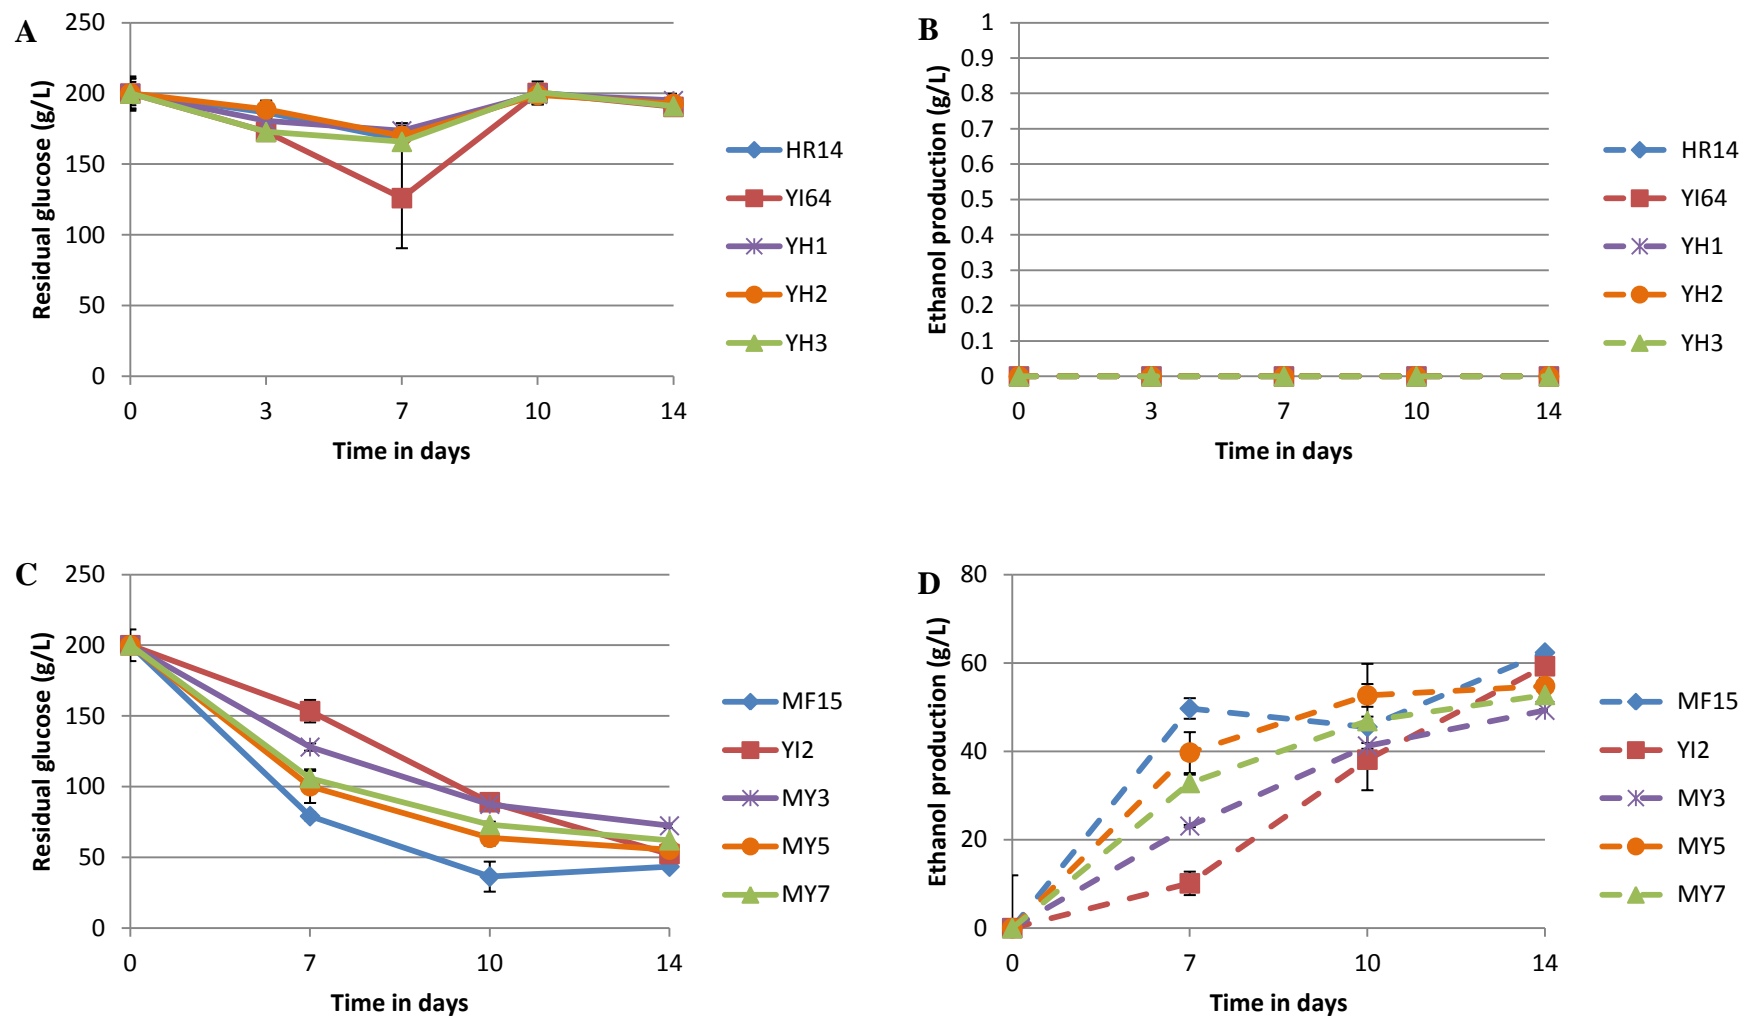 A
Residual glucose (g/L)
250
200
150
100
50
0
0 3 7 10 14
Time in days
HR14
YI64
YH1
YH2
YH3
B
Ethanol production (g/L)
1
0.9
0.8
0.7
0.6
0.5
0.4
0.3
0.2
0.1
0
0 3 7 10 14
Time in days
HR14
YI64
YH1
YH2
YH3
C
Residual glucose (g/L)
250
200
150
100
50
0
0 7 10 14
Time in days
MF15
YI2
MY3
MY5
MY7
D
Ethanol production (g/L)
80
60
40
20
0
0 7 10 14
Time in days
MF15
YI2
MY3
MY5
MY7